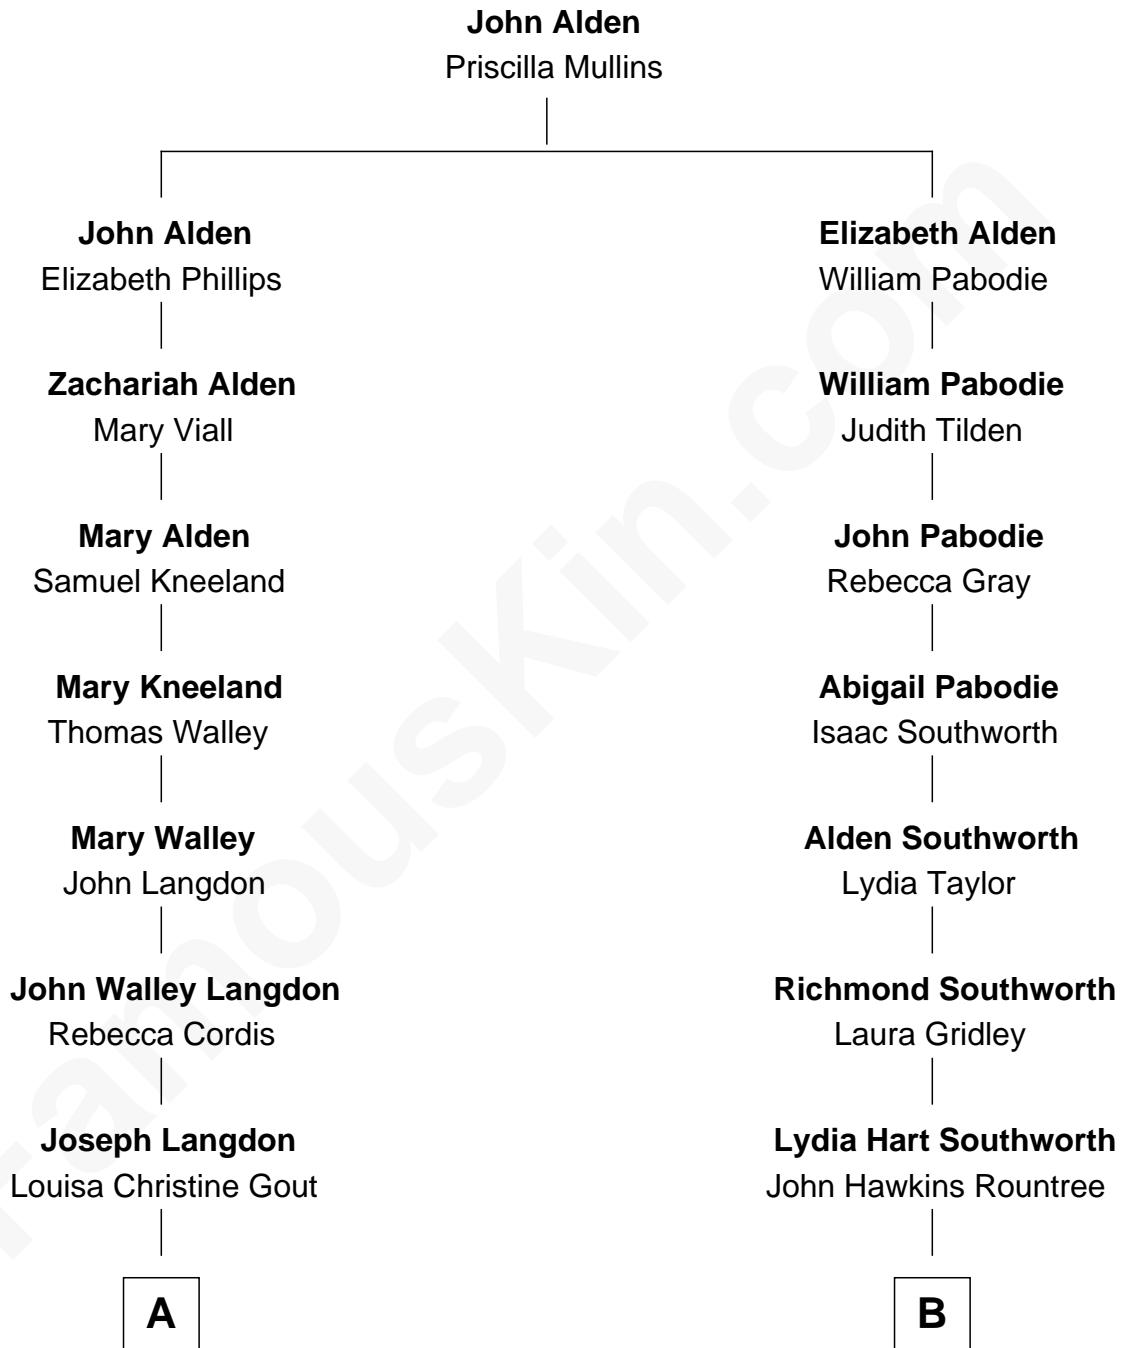 John Alden
Priscilla Mullins
John Alden
Elizabeth Phillips
Elizabeth Alden
William Pabodie
Zachariah Alden
Mary Viall
William Pabodie
Judith Tilden
Mary Alden
Samuel Kneeland
John Pabodie
Rebecca Gray
Mary Kneeland
Thomas Walley
Abigail Pabodie
Isaac Southworth
Mary Walley
John Langdon
Alden Southworth
Lydia Taylor
John Walley Langdon
Rebecca Cordis
Richmond Southworth
Laura Gridley
Joseph Langdon
Louisa Christine Gout
Lydia Hart Southworth
John Hawkins Rountree
A
B
FamousKin.com